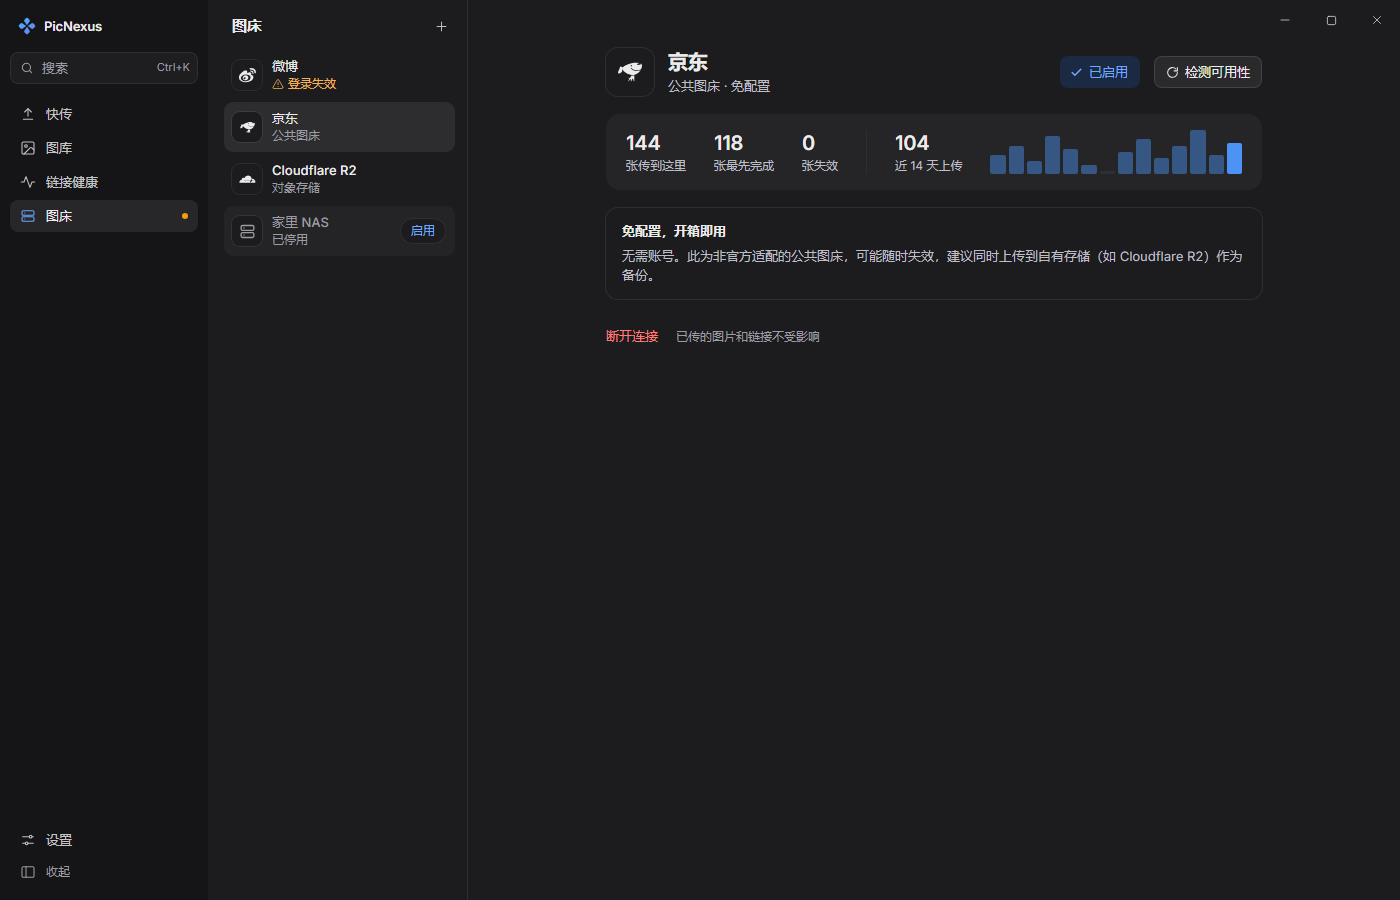 PicNexus
搜索
Ctrl+K
快传
图库
链接健康
图床
设置
收起
图床
微博
登录失效
京东
公共图床
Cloudflare R2
对象存储
家里 NAS
已停用
启用
京东
公共图床 · 免配置
已启用
检测可用性
144
张传到这里
118
张最先完成
0
张失效
104
近 14 天上传
免配置，开箱即用
无需账号。此为非官方适配的公共图床，可能随时失效，建议同时上传到自有存储（如 Cloudflare R2）作为
备份。
断开连接
已传的图片和链接不受影响